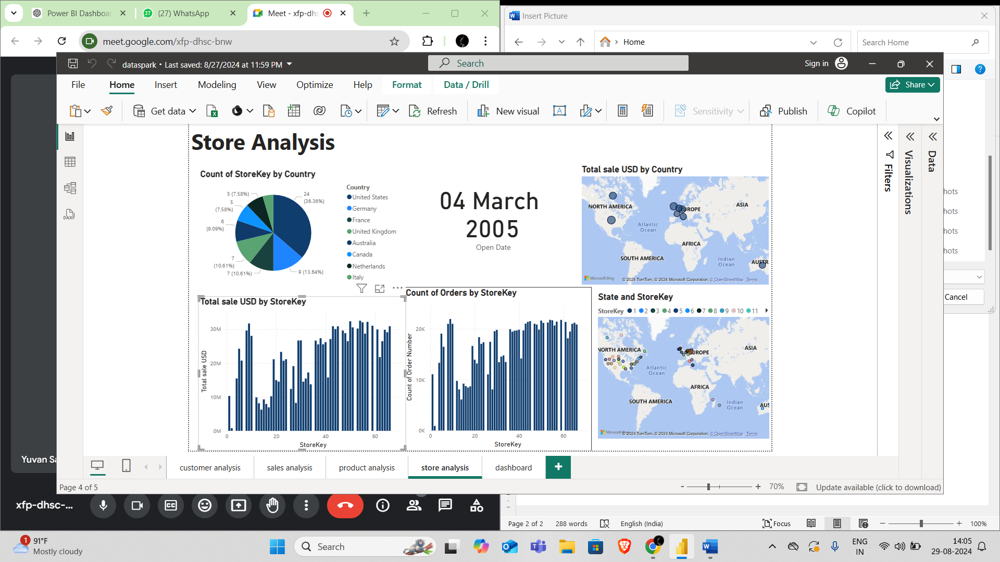 Power BI Dashboar
(27) WhatsApp
Meet - xfp-dhs
meet.google.com/xfp-dhsc-bnw
Insert Picture
Home
Search Home
dataspark • Last saved: 8/27/2024 at 11:59 PM
Search
Sign in
File
Home
Insert
Modeling
View
Optimize
Help
Format
Data / Drill
Share
Get data
Refresh
New visual
Sensitivity
Publish
Copilot
Store Analysis
Count of StoreKey by Country
5 (7.58%)
5
(7.58%)
6
(9.09%)
7
(10.61%)
7 (10.61%)
9 (13.64%)
24
(36.36%)
Country
United States
Germany
France
United Kingdom
Australia
Canada
Netherlands
Italy
04 March
2005
Open Date
Total sale USD by Country
NORTH AMERICA
EUROPE
ASIA
Atlantic
Ocean
AFRICA
SOUTH AMERICA
Indian
Ocean
AUSTR
Microsoft Bing
© 2024 TomTom, © 2024 Microsoft Corporation, © OpenStreetMap Terms
Total sale USD by StoreKey
Total sale USD
30M
20M
10M
0M
0
20
40
60
StoreKey
Count of Orders by StoreKey
Count of Order Number
20K
10K
0K
0
20
40
60
StoreKey
State and StoreKey
StoreKey 1 2 3 4 5 6 7 8 9 10 11
NORTH AMERICA
EUROPE
ASIA
Atlantic
Ocean
AFRICA
SOUTH AMERICA
Indian
Ocean
AUS
© 2024 TomTom, © 2024 Microsoft Corporation, © OpenStreetMap Terms
Filters
Visualizations
Data
hots
hots
hots
hots
Cancel
customer analysis
sales analysis
product analysis
store analysis
dashboard
Page 4 of 5
70%
Update available (click to download)
Yuvan Sa
xfp-dhsc-...
Page 2 of 2
288 words
English (India)
Focus
100%
1
91°F
Mostly cloudy
Search
ENG
IN
14:05
29-08-2024